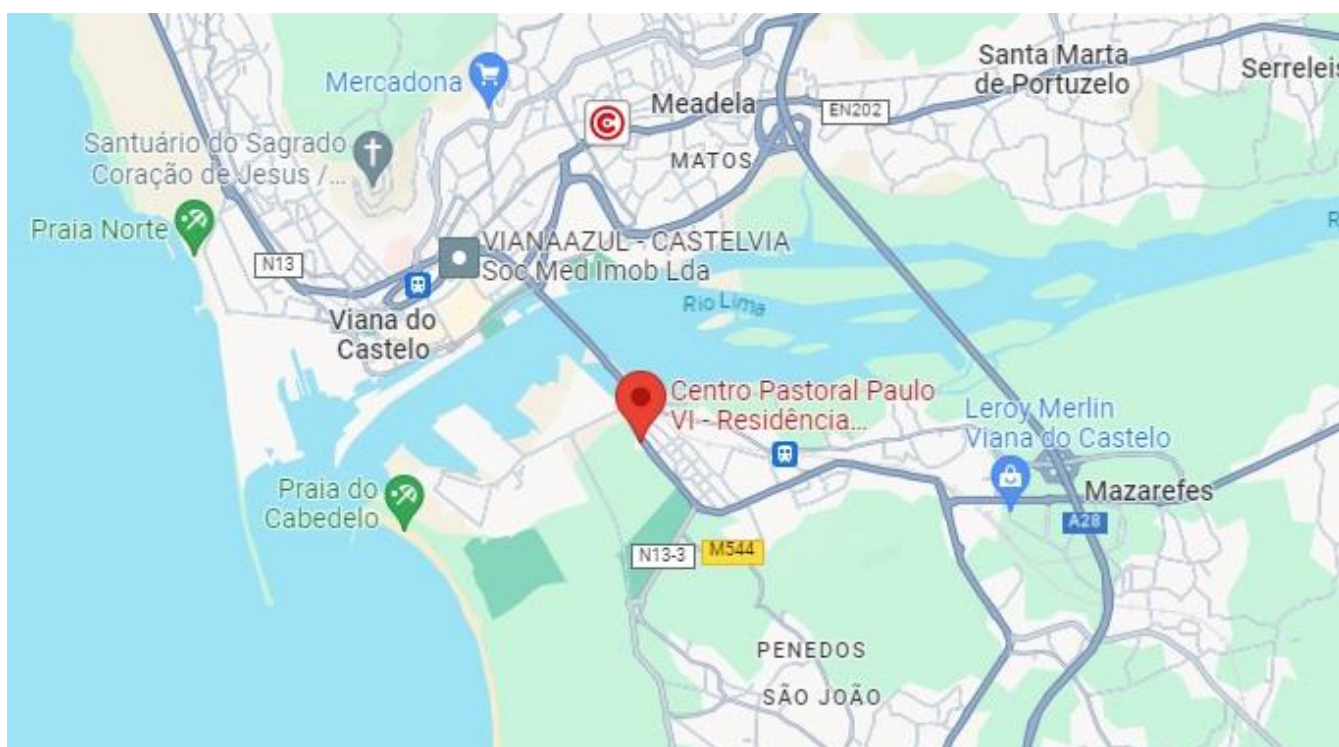 Santa Marta
de Portuzelo
Serreleis
Mercadona
Meadela
EN202
Santuário do Sagrado
Coração de Jesus /...
MATOS
Praia Norte
N13
VIANAAZUL - CASTELVIA
Soc Med Imob Lda
Rio Lima
R
Viana do
Castelo
Centro Pastoral Paulo
VI - Residência...
Leroy Merlin
Viana do Castelo
Praia do
Cabedelo
Mazarefes
A28
N13-3
M544
PENEDOS
SÃO JOÃO